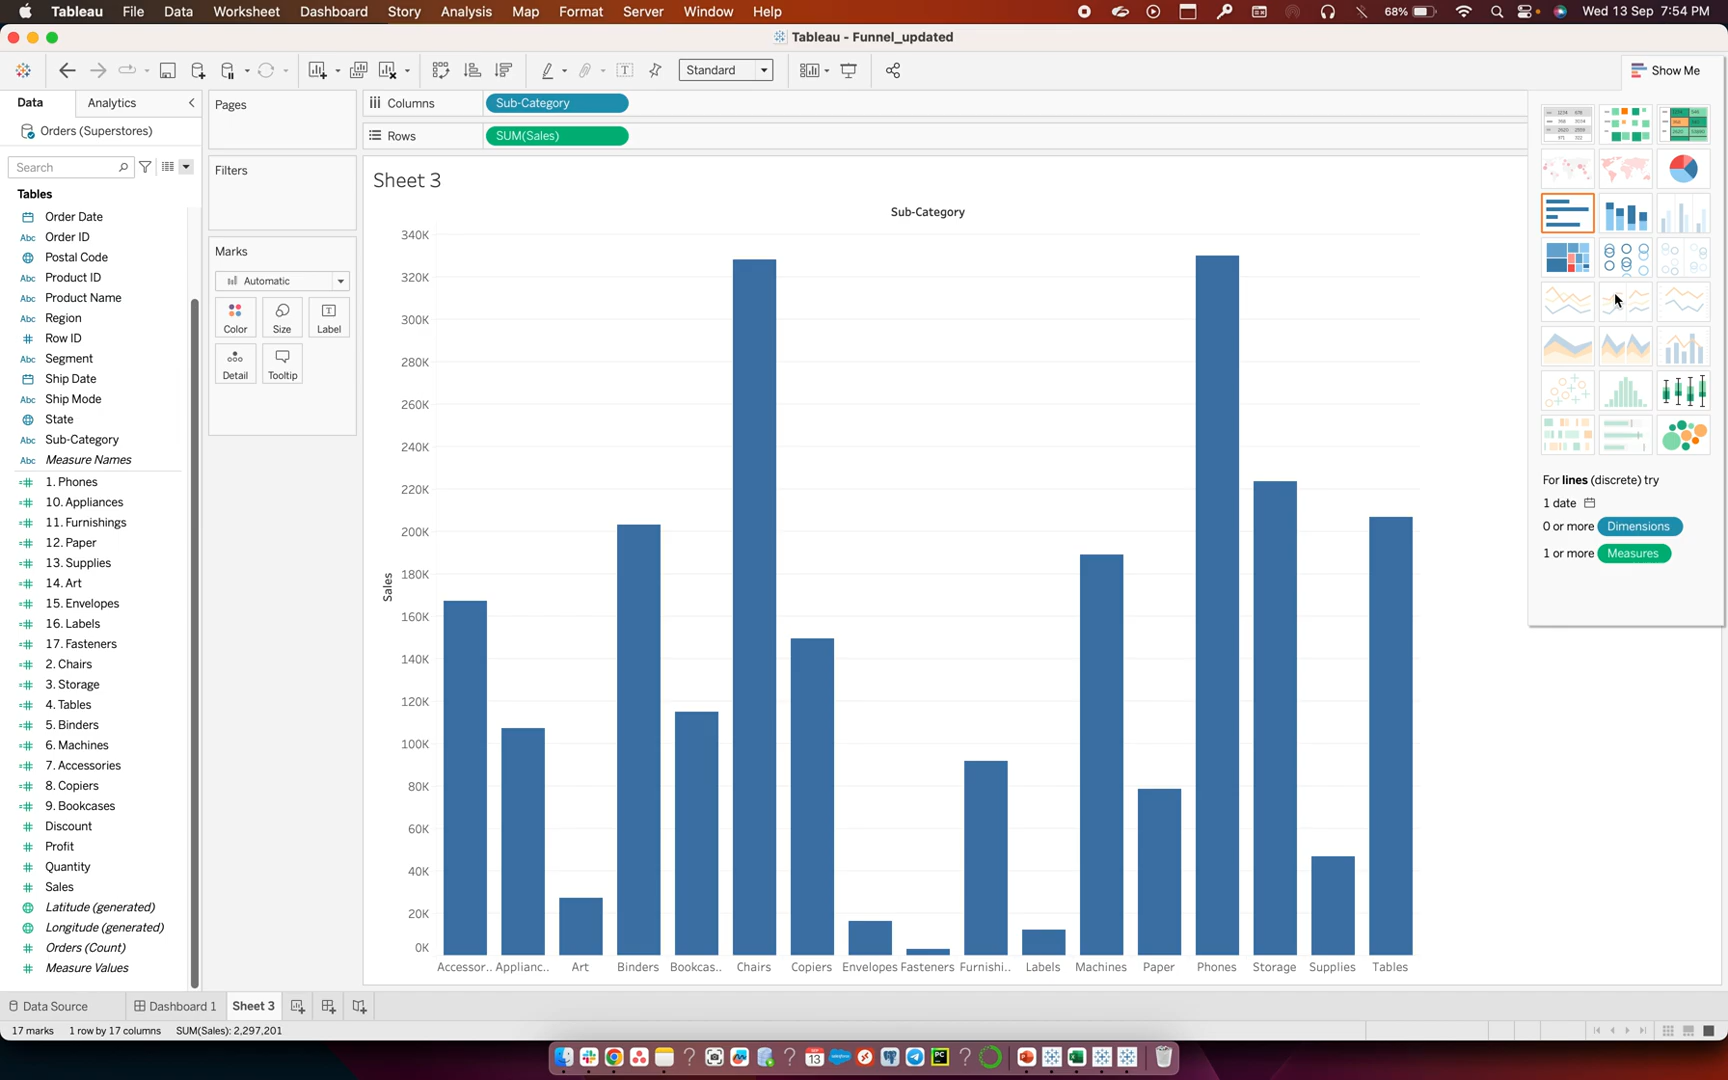 Tableau File Data Worksheet Dashboard Story Analysis Map Format Server Window Help 68% Wed 13 Sep 7:54 PM
Tableau - Funnel_updated
Standard
Show Me
Data Analytics
Orders (Superstores)
Search
Tables
Order Date
Abc Order ID
Postal Code
Abc Product ID
Abc Product Name
Abc Region
Row ID
Abc Segment
Ship Date
Abc Ship Mode
State
Abc Sub-Category
Abc Measure Names
1. Phones
10. Appliances
11. Furnishings
12. Paper
13. Supplies
14. Art
15. Envelopes
16. Labels
17. Fasteners
2. Chairs
3. Storage
4. Tables
5. Binders
6. Machines
7. Accessories
8. Copiers
9. Bookcases
Discount
Profit
Quantity
Sales
Latitude (generated)
Longitude (generated)
Orders (Count)
Measure Values
Pages
Filters
Marks
Automatic
Color Size Label
Detail Tooltip
Columns Sub-Category
Rows SUM(Sales)
Sheet 3
Sub-Category
Sales
340K
320K
300K
280K
260K
240K
220K
200K
180K
160K
140K
120K
100K
80K
60K
40K
20K
0K
Accessor.. Applianc.. Art Binders Bookcas.. Chairs Copiers Envelopes Fasteners Furnishi.. Labels Machines Paper Phones Storage Supplies Tables
For lines (discrete) try
1 date
0 or more Dimensions
1 or more Measures
Data Source Dashboard 1 Sheet 3
17 marks 1 row by 17 columns SUM(Sales): 2,297,201